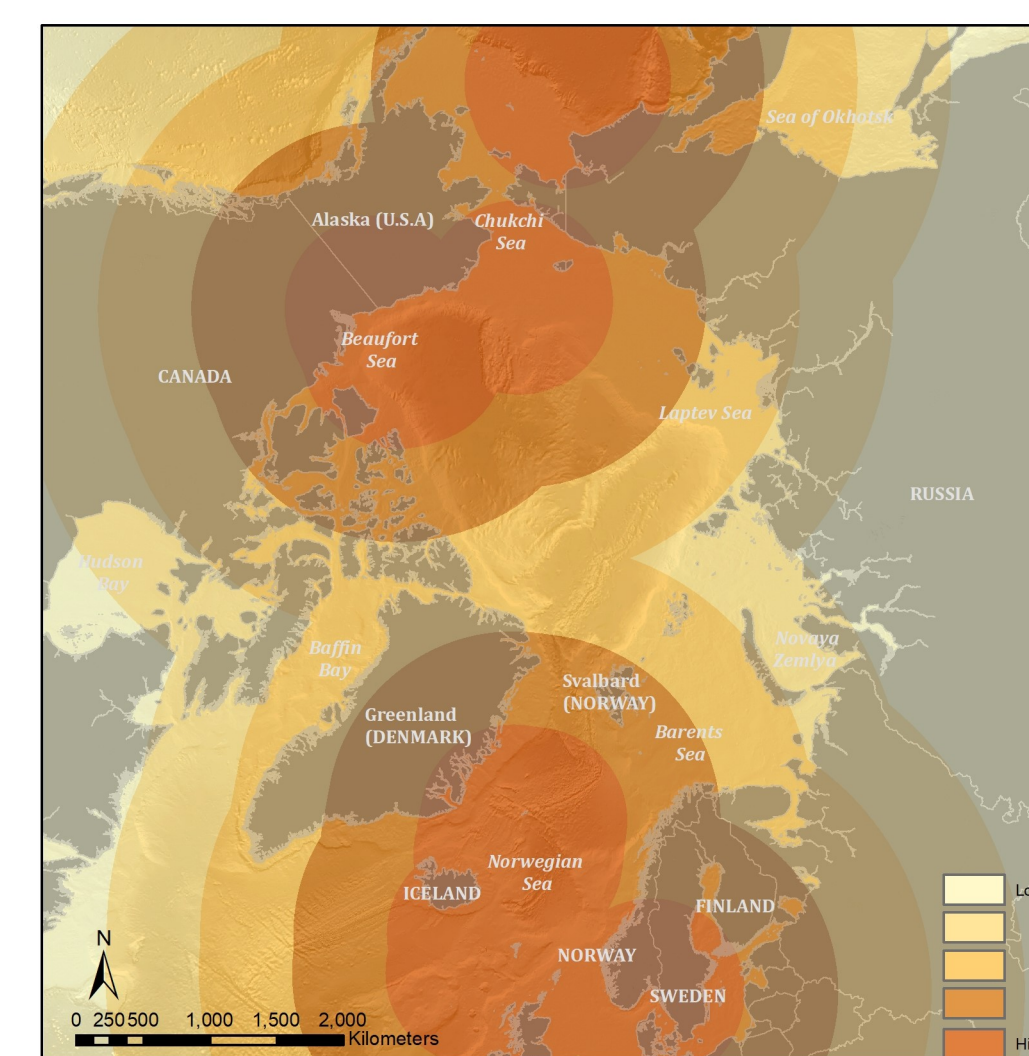 Sea of Okhotsk
Alaska (U.S.A)
Chukchi
Sea
Beaufort
Sea
CANADA
Laptev Sea
RUSSIA
Hudson
Bay
Baffin
Bay
Novaya
Zemlya
Svalbard
(NORWAY)
Greenland
(DENMARK)
Barents
Sea
Norwegian
Sea
ICELAND
FINLAND
NORWAY
SWEDEN
N
0 250 500 1,000 1,500 2,000
Kilometers